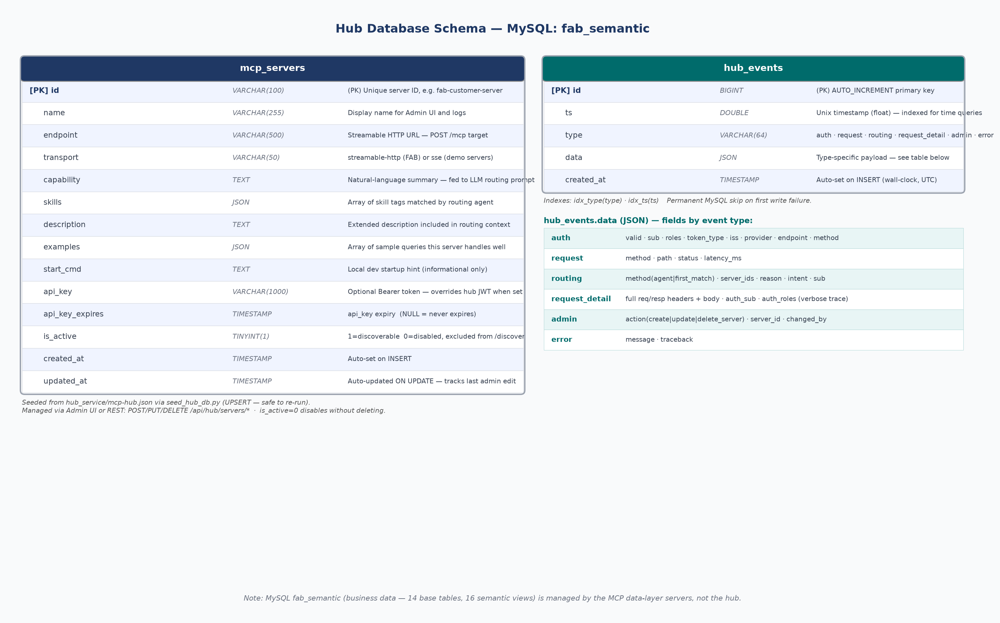 Hub Database Schema — MySQL: fab_semantic
mcp_servers
[PK] id VARCHAR(100) (PK) Unique server ID, e.g. fab-customer-server
name VARCHAR(255) Display name for Admin UI and logs
endpoint VARCHAR(500) Streamable HTTP URL — POST /mcp target
transport VARCHAR(50) streamable-http (FAB) or sse (demo servers)
capability TEXT Natural-language summary — fed to LLM routing prompt
skills JSON Array of skill tags matched by routing agent
description TEXT Extended description included in routing context
examples JSON Array of sample queries this server handles well
start_cmd TEXT Local dev startup hint (informational only)
api_key VARCHAR(1000) Optional Bearer token — overrides hub JWT when set
api_key_expires TIMESTAMP api_key expiry  (NULL = never expires)
is_active TINYINT(1) 1=discoverable  0=disabled, excluded from /discover
created_at TIMESTAMP Auto-set on INSERT
updated_at TIMESTAMP Auto-updated ON UPDATE — tracks last admin edit
Seeded from hub_service/mcp-hub.json via seed_hub_db.py (UPSERT — safe to re-run).
Managed via Admin UI or REST: POST/PUT/DELETE /api/hub/servers/*  ·  is_active=0 disables without deleting.
hub_events
[PK] id BIGINT (PK) AUTO_INCREMENT primary key
ts DOUBLE Unix timestamp (float) — indexed for time queries
type VARCHAR(64) auth · request · routing · request_detail · admin · error
data JSON Type-specific payload — see table below
created_at TIMESTAMP Auto-set on INSERT (wall-clock, UTC)
Indexes: idx_type(type) · idx_ts(ts)    Permanent MySQL skip on first write failure.
hub_events.data (JSON) — fields by event type:
auth valid · sub · roles · token_type · iss · provider · endpoint · method
request method · path · status · latency_ms
routing method(agent|first_match) · server_ids · reason · intent · sub
request_detail full req/resp headers + body · auth_sub · auth_roles (verbose trace)
admin action(create|update|delete_server) · server_id · changed_by
error message · traceback
Note: MySQL fab_semantic (business data — 14 base tables, 16 semantic views) is managed by the MCP data-layer servers, not the hub.